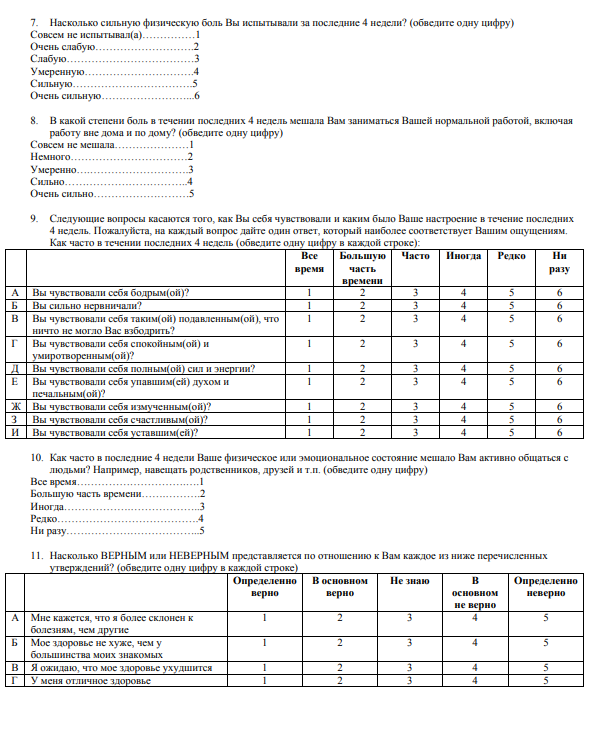 7. Насколько сильную физическую боль Вы испытывали за последние 4 недели? (обведите одну цифру)
Совсем не испытывал(а)……………1
Очень слабую……………………….2
Слабую………………………………3
Умеренную………………………….4
Сильную…………………………….5
Очень сильную……………………...6
8. В какой степени боль в течении последних 4 недель мешала Вам заниматься Вашей нормальной работой, включая
работу вне дома и по дому? (обведите одну цифру)
Совсем не мешала…………………1
Немного……………………………2
Умеренно….……………………….3
Сильно……………………………..4
Очень сильно………………………5
9. Следующие вопросы касаются того, как Вы себя чувствовали и каким было Ваше настроение в течение последних
4 недель. Пожалуйста, на каждый вопрос дайте один ответ, который наиболее соответствует Вашим ощущениям.
Как часто в течении последних 4 недель (обведите одну цифру в каждой строке):
Все Большую Часто Иногда Редко Ни
время часть разу
времени
А Вы чувствовали себя бодрым(ой)? 1 2 3 4 5 6
Б Вы сильно нервничали? 1 2 3 4 5 6
В Вы чувствовали себя таким(ой) подавленным(ой), что 1 2 3 4 5 6
ничто не могло Вас взбодрить?
Г Вы чувствовали себя спокойным(ой) и 1 2 3 4 5 6
умиротворенным(ой)?
Д Вы чувствовали себя полным(ой) сил и энергии? 1 2 3 4 5 6
Е Вы чувствовали себя упавшим(ей) духом и 1 2 3 4 5 6
печальным(ой)?
Ж Вы чувствовали себя измученным(ой)? 1 2 3 4 5 6
З Вы чувствовали себя счастливым(ой)? 1 2 3 4 5 6
И Вы чувствовали себя уставшим(ей)? 1 2 3 4 5 6
10. Как часто в последние 4 недели Ваше физическое или эмоциональное состояние мешало Вам активно общаться с
людьми? Например, навещать родственников, друзей и т.п. (обведите одну цифру)
Все время………………………….…1
Большую часть времени…………….2
Иногда………………………………..3
Редко…………………………………4
Ни разу……………………………...5
11. Насколько ВЕРНЫМ или НЕВЕРНЫМ представляется по отношению к Вам каждое из ниже перечисленных
утверждений? (обведите одну цифру в каждой строке)
Определенно В основном Не знаю В Определенно
верно верно основном неверно
не верно
А Мне кажется, что я более склонен к 1 2 3 4 5
болезням, чем другие
Б Мое здоровье не хуже, чем у 1 2 3 4 5
большинства моих знакомых
В Я ожидаю, что мое здоровье ухудшится 1 2 3 4 5
Г У меня отличное здоровье 1 2 3 4 5